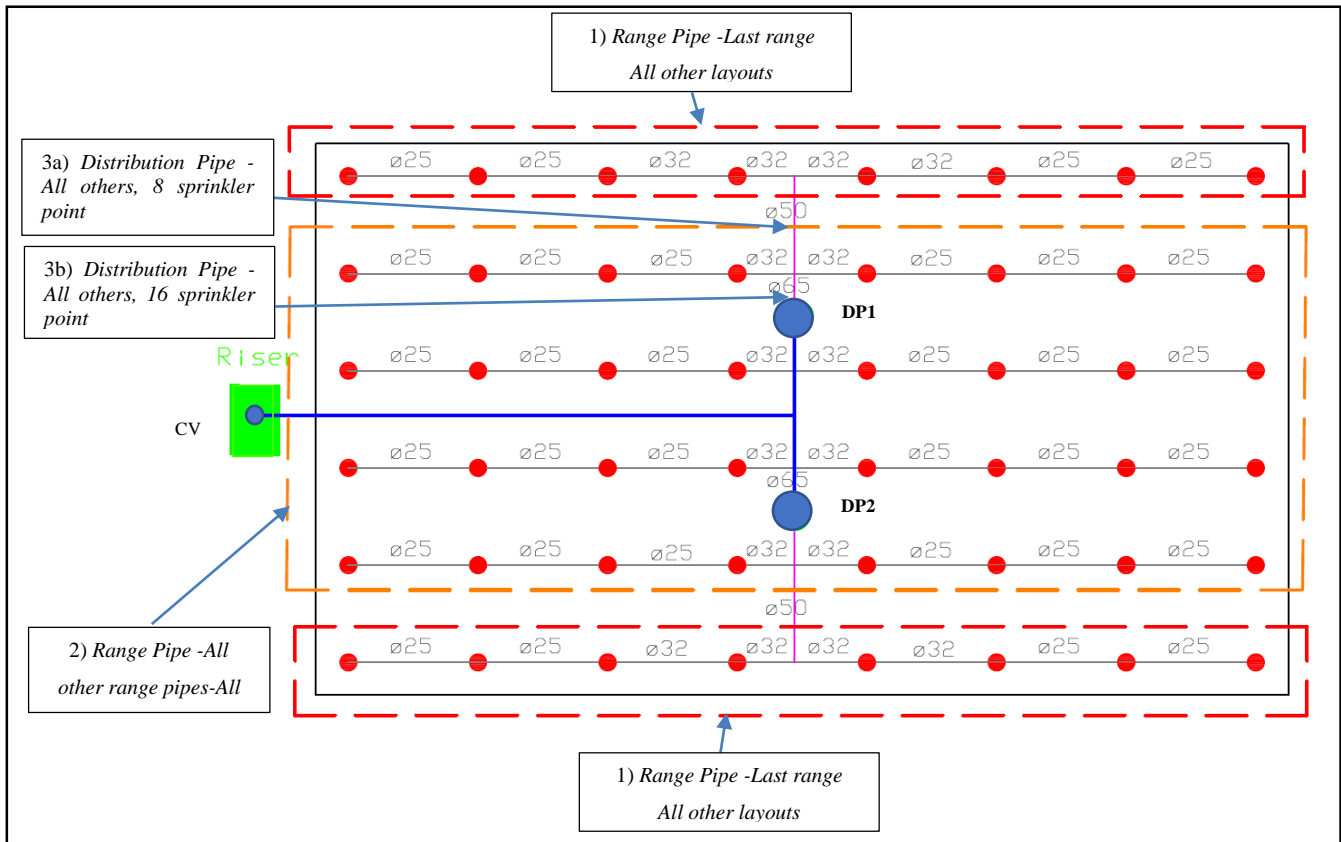 1) Range Pipe -Last range
All other layouts
3a) Distribution Pipe -
All others, 8 sprinkler
point
3b) Distribution Pipe -
All others, 16 sprinkler
point
ø25 ø25 ø32 ø32 ø32 ø32 ø25 ø25
ø50
ø25 ø25 ø25 ø32 ø32 ø25 ø25 ø25
ø65
DP1
Riser
CV
ø25 ø25 ø25 ø32 ø32 ø25 ø25 ø25
ø25 ø25 ø25 ø32 ø32 ø25 ø25 ø25
ø65
DP2
ø25 ø25 ø25 ø32 ø32 ø25 ø25 ø25
ø50
ø25 ø25 ø32 ø32 ø32 ø32 ø25 ø25
2) Range Pipe -All
other range pipes-All
1) Range Pipe -Last range
All other layouts